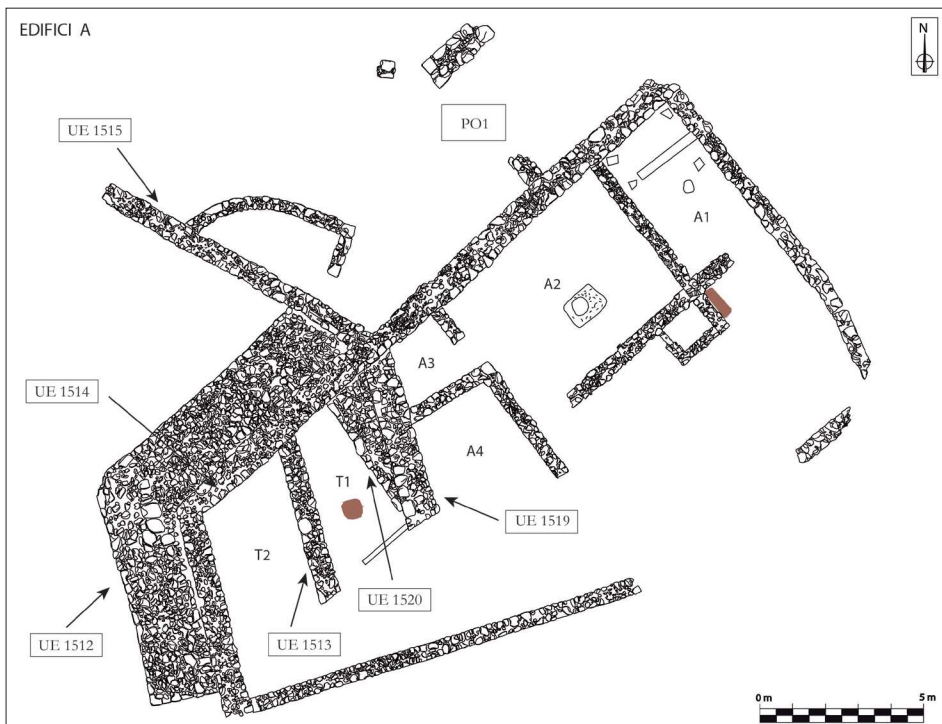 EDIFICI A
N
PO1
UE 1515
A1
A2
A3
UE 1514
A4
T1
UE 1519
T2
UE 1520
UE 1512
UE 1513
0 m
5 m